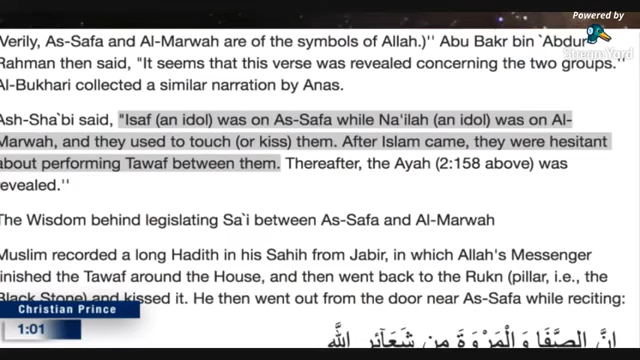 Powered by
StreamYard
Verily, As-Safa and Al-Marwah are of the symbols of Allah.)'' Abu Bakr bin `Abdur-
Rahman then said, "It seems that this verse was revealed concerning the two groups.''
Al-Bukhari collected a similar narration by Anas.
Ash-Sha`bi said, "Isaf (an idol) was on As-Safa while Na'ilah (an idol) was on Al-
Marwah, and they used to touch (or kiss) them. After Islam came, they were hesitant
about performing Tawaf between them. Thereafter, the Ayah (2:158 above) was
revealed.''
The Wisdom behind legislating Sa`i between As-Safa and Al-Marwah
Muslim recorded a long Hadith in his Sahih from Jabir, in which Allah's Messenger
finished the Tawaf around the House, and then went back to the Rukn (pillar, i.e., the
Black Stone) and kissed it. He then went out from the door near As-Safa while reciting:
إِنَّ الصَّفَا وَالْمَرْوَةَ مِن شَعَآئِرِ اللَّهِ
Christian Prince
1:01